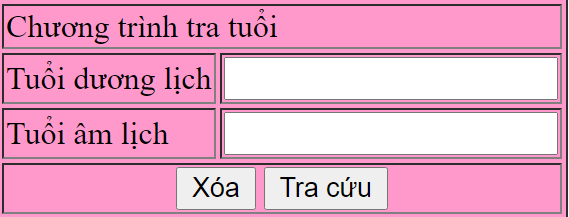 Chương trình tra tuổi
Tuổi dương lịch
Tuổi âm lịch
Xóa Tra cứu